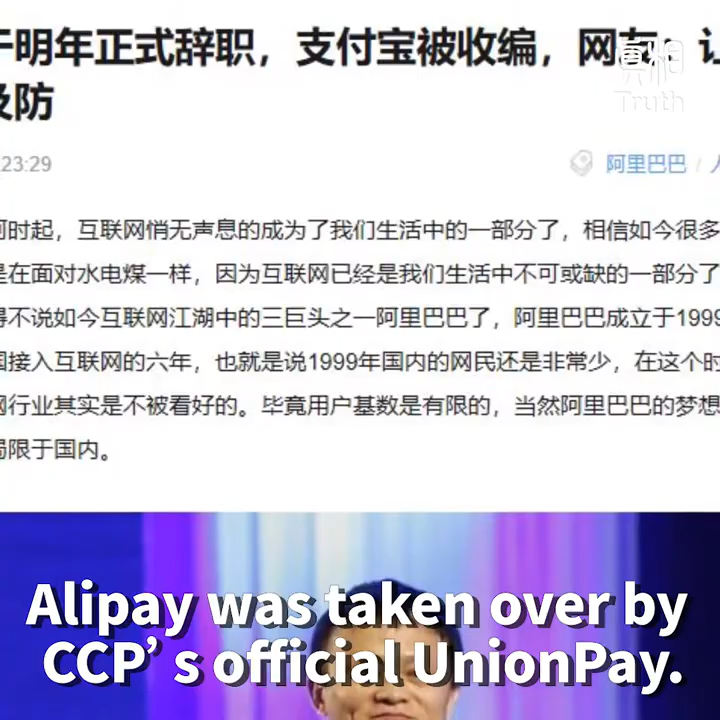 于明年正式辞职，支付宝被收编，网友：让
及防
真相
Truth
23:29
阿里巴巴 / 人
何时起，互联网悄无声息的成为了我们生活中的一部分了，相信如今很多
是在面对水电煤一样，因为互联网已经是我们生活中不可或缺的一部分了
得不说如今互联网江湖中的三巨头之一阿里巴巴了，阿里巴巴成立于1999
国接入互联网的六年，也就是说1999年国内的网民还是非常少，在这个时
网行业其实是不被看好的。毕竟用户基数是有限的，当然阿里巴巴的梦想
局限于国内。
Alipay was taken over by
CCP’s official UnionPay.